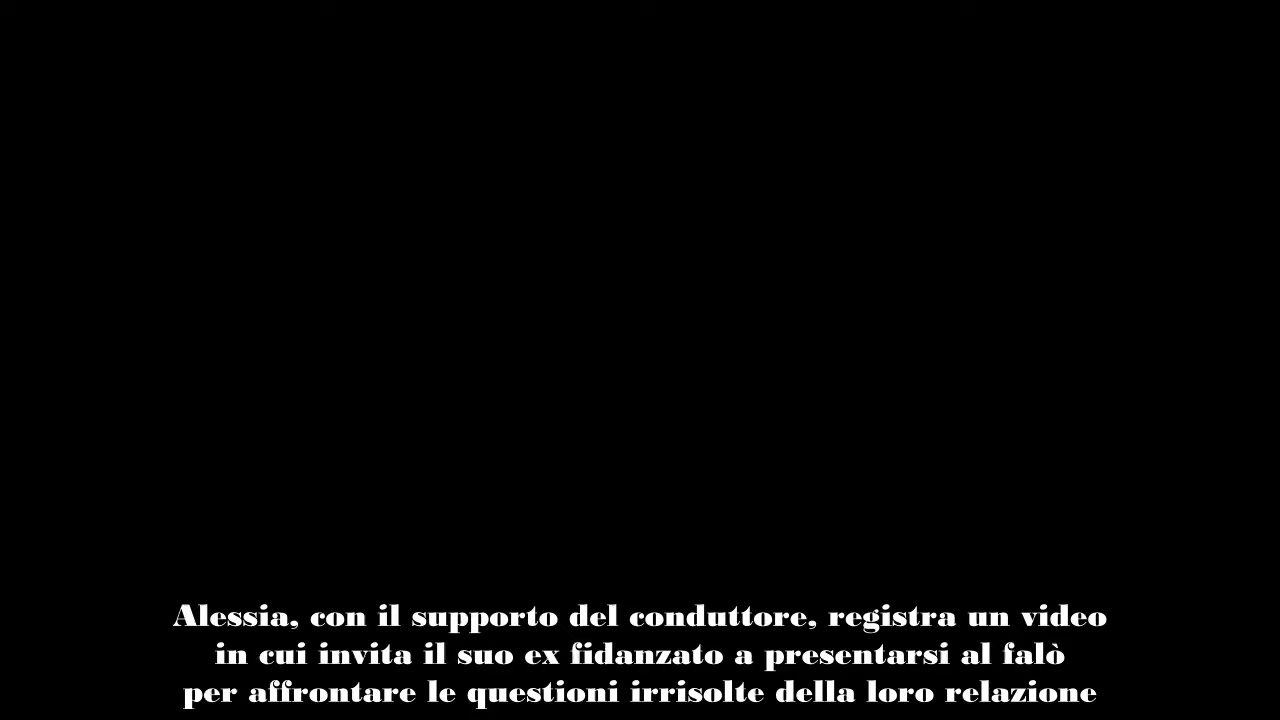 Alessia, con il supporto del conduttore, registra un video
in cui invita il suo ex fidanzato a presentarsi al falò
per affrontare le questioni irrisolte della loro relazione